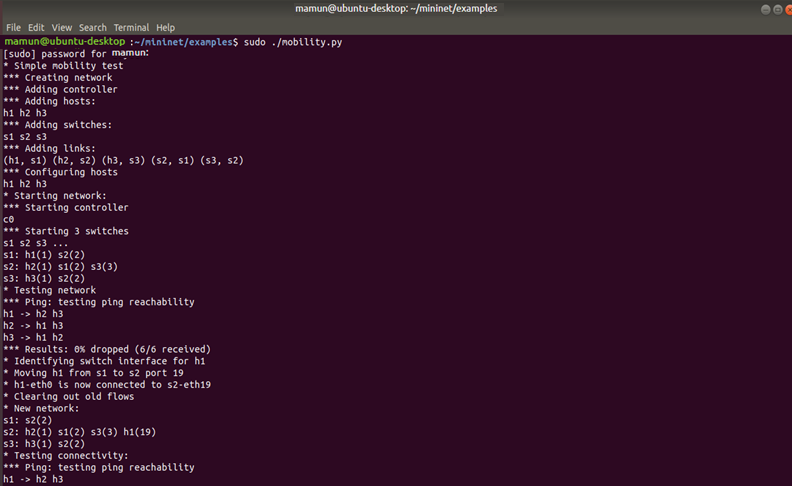 mamun@ubuntu-desktop: ~/mininet/examples
File Edit View Search Terminal Help
mamun@ubuntu-desktop :~/mininet/examples$ sudo ./mobility.py
[sudo] password for mamun:
* Simple mobility test
*** Creating network
*** Adding controller
*** Adding hosts:
h1 h2 h3
*** Adding switches:
s1 s2 s3
*** Adding links:
(h1, s1) (h2, s2) (h3, s3) (s2, s1) (s3, s2)
*** Configuring hosts
h1 h2 h3
* Starting network:
*** Starting controller
c0
*** Starting 3 switches
s1 s2 s3 ...
s1: h1(1) s2(2)
s2: h2(1) s1(2) s3(3)
s3: h3(1) s2(2)
* Testing network
*** Ping: testing ping reachability
h1 -> h2 h3
h2 -> h1 h3
h3 -> h1 h2
*** Results: 0% dropped (6/6 received)
* Identifying switch interface for h1
* Moving h1 from s1 to s2 port 19
* h1-eth0 is now connected to s2-eth19
* Clearing out old flows
* New network:
s1: s2(2)
s2: h2(1) s1(2) s3(3) h1(19)
s3: h3(1) s2(2)
* Testing connectivity:
*** Ping: testing ping reachability
h1 -> h2 h3